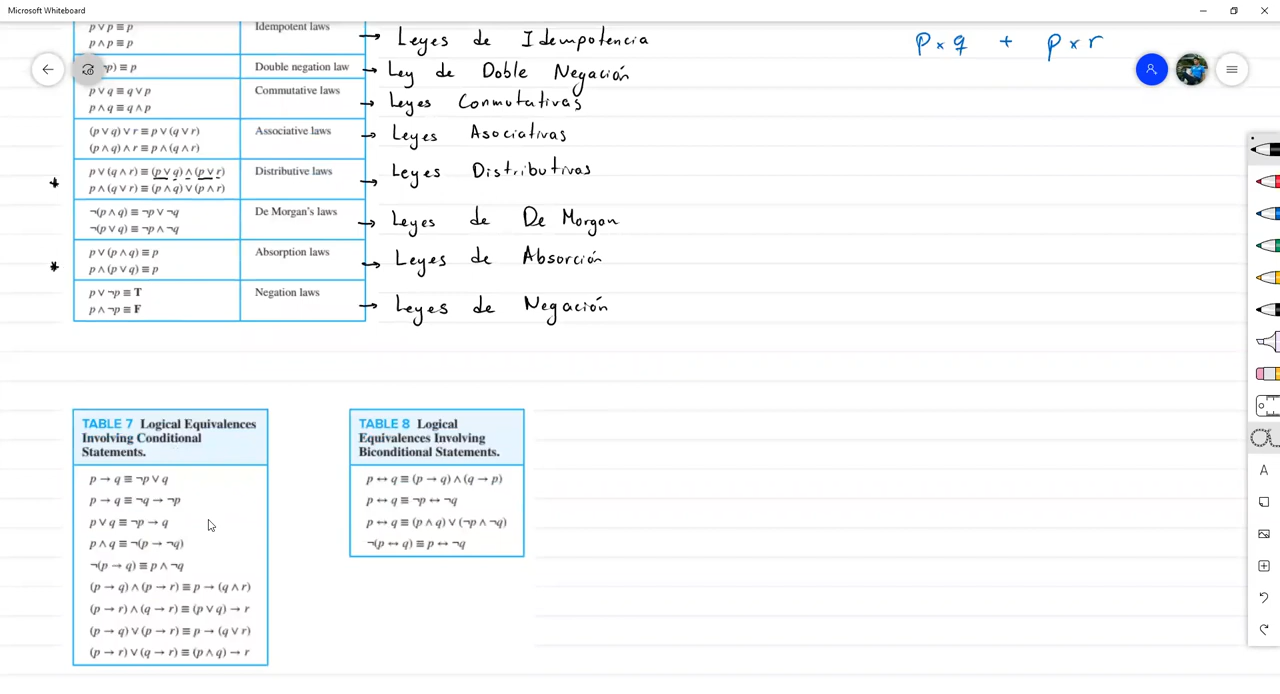 Microsoft Whiteboard
p ∨ p ≡ p
p ∧ p ≡ p
Idempotent laws
→ Leyes de Idempotencia
p × q + p × r
p) ≡ p
Double negation law
→ Ley de Doble Negación
p ∨ q ≡ q ∨ p
p ∧ q ≡ q ∧ p
Commutative laws
→ Leyes Conmutativas
(p ∨ q) ∨ r ≡ p ∨ (q ∨ r)
(p ∧ q) ∧ r ≡ p ∧ (q ∧ r)
Associative laws
→ Leyes Asociativas
p ∨ (q ∧ r) ≡ (p ∨ q) ∧ (p ∨ r)
p ∧ (q ∨ r) ≡ (p ∧ q) ∨ (p ∧ r)
Distributive laws
→ Leyes Distributivas
¬(p ∧ q) ≡ ¬p ∨ ¬q
¬(p ∨ q) ≡ ¬p ∧ ¬q
De Morgan's laws
→ Leyes de De Morgan
p ∨ (p ∧ q) ≡ p
p ∧ (p ∨ q) ≡ p
Absorption laws
→ Leyes de Absorción
p ∨ ¬p ≡ T
p ∧ ¬p ≡ F
Negation laws
→ Leyes de Negación
TABLE 7 Logical Equivalences
Involving Conditional
Statements.
p → q ≡ ¬p ∨ q
p → q ≡ ¬q → ¬p
p ∨ q ≡ ¬p → q
p ∧ q ≡ ¬(p → ¬q)
¬(p → q) ≡ p ∧ ¬q
(p → q) ∧ (p → r) ≡ p → (q ∧ r)
(p → r) ∧ (q → r) ≡ (p ∨ q) → r
(p → q) ∨ (p → r) ≡ p → (q ∨ r)
(p → r) ∨ (q → r) ≡ (p ∧ q) → r
TABLE 8 Logical
Equivalences Involving
Biconditional Statements.
p ↔ q ≡ (p → q) ∧ (q → p)
p ↔ q ≡ ¬p ↔ ¬q
p ↔ q ≡ (p ∧ q) ∨ (¬p ∧ ¬q)
¬(p ↔ q) ≡ p ↔ ¬q
A